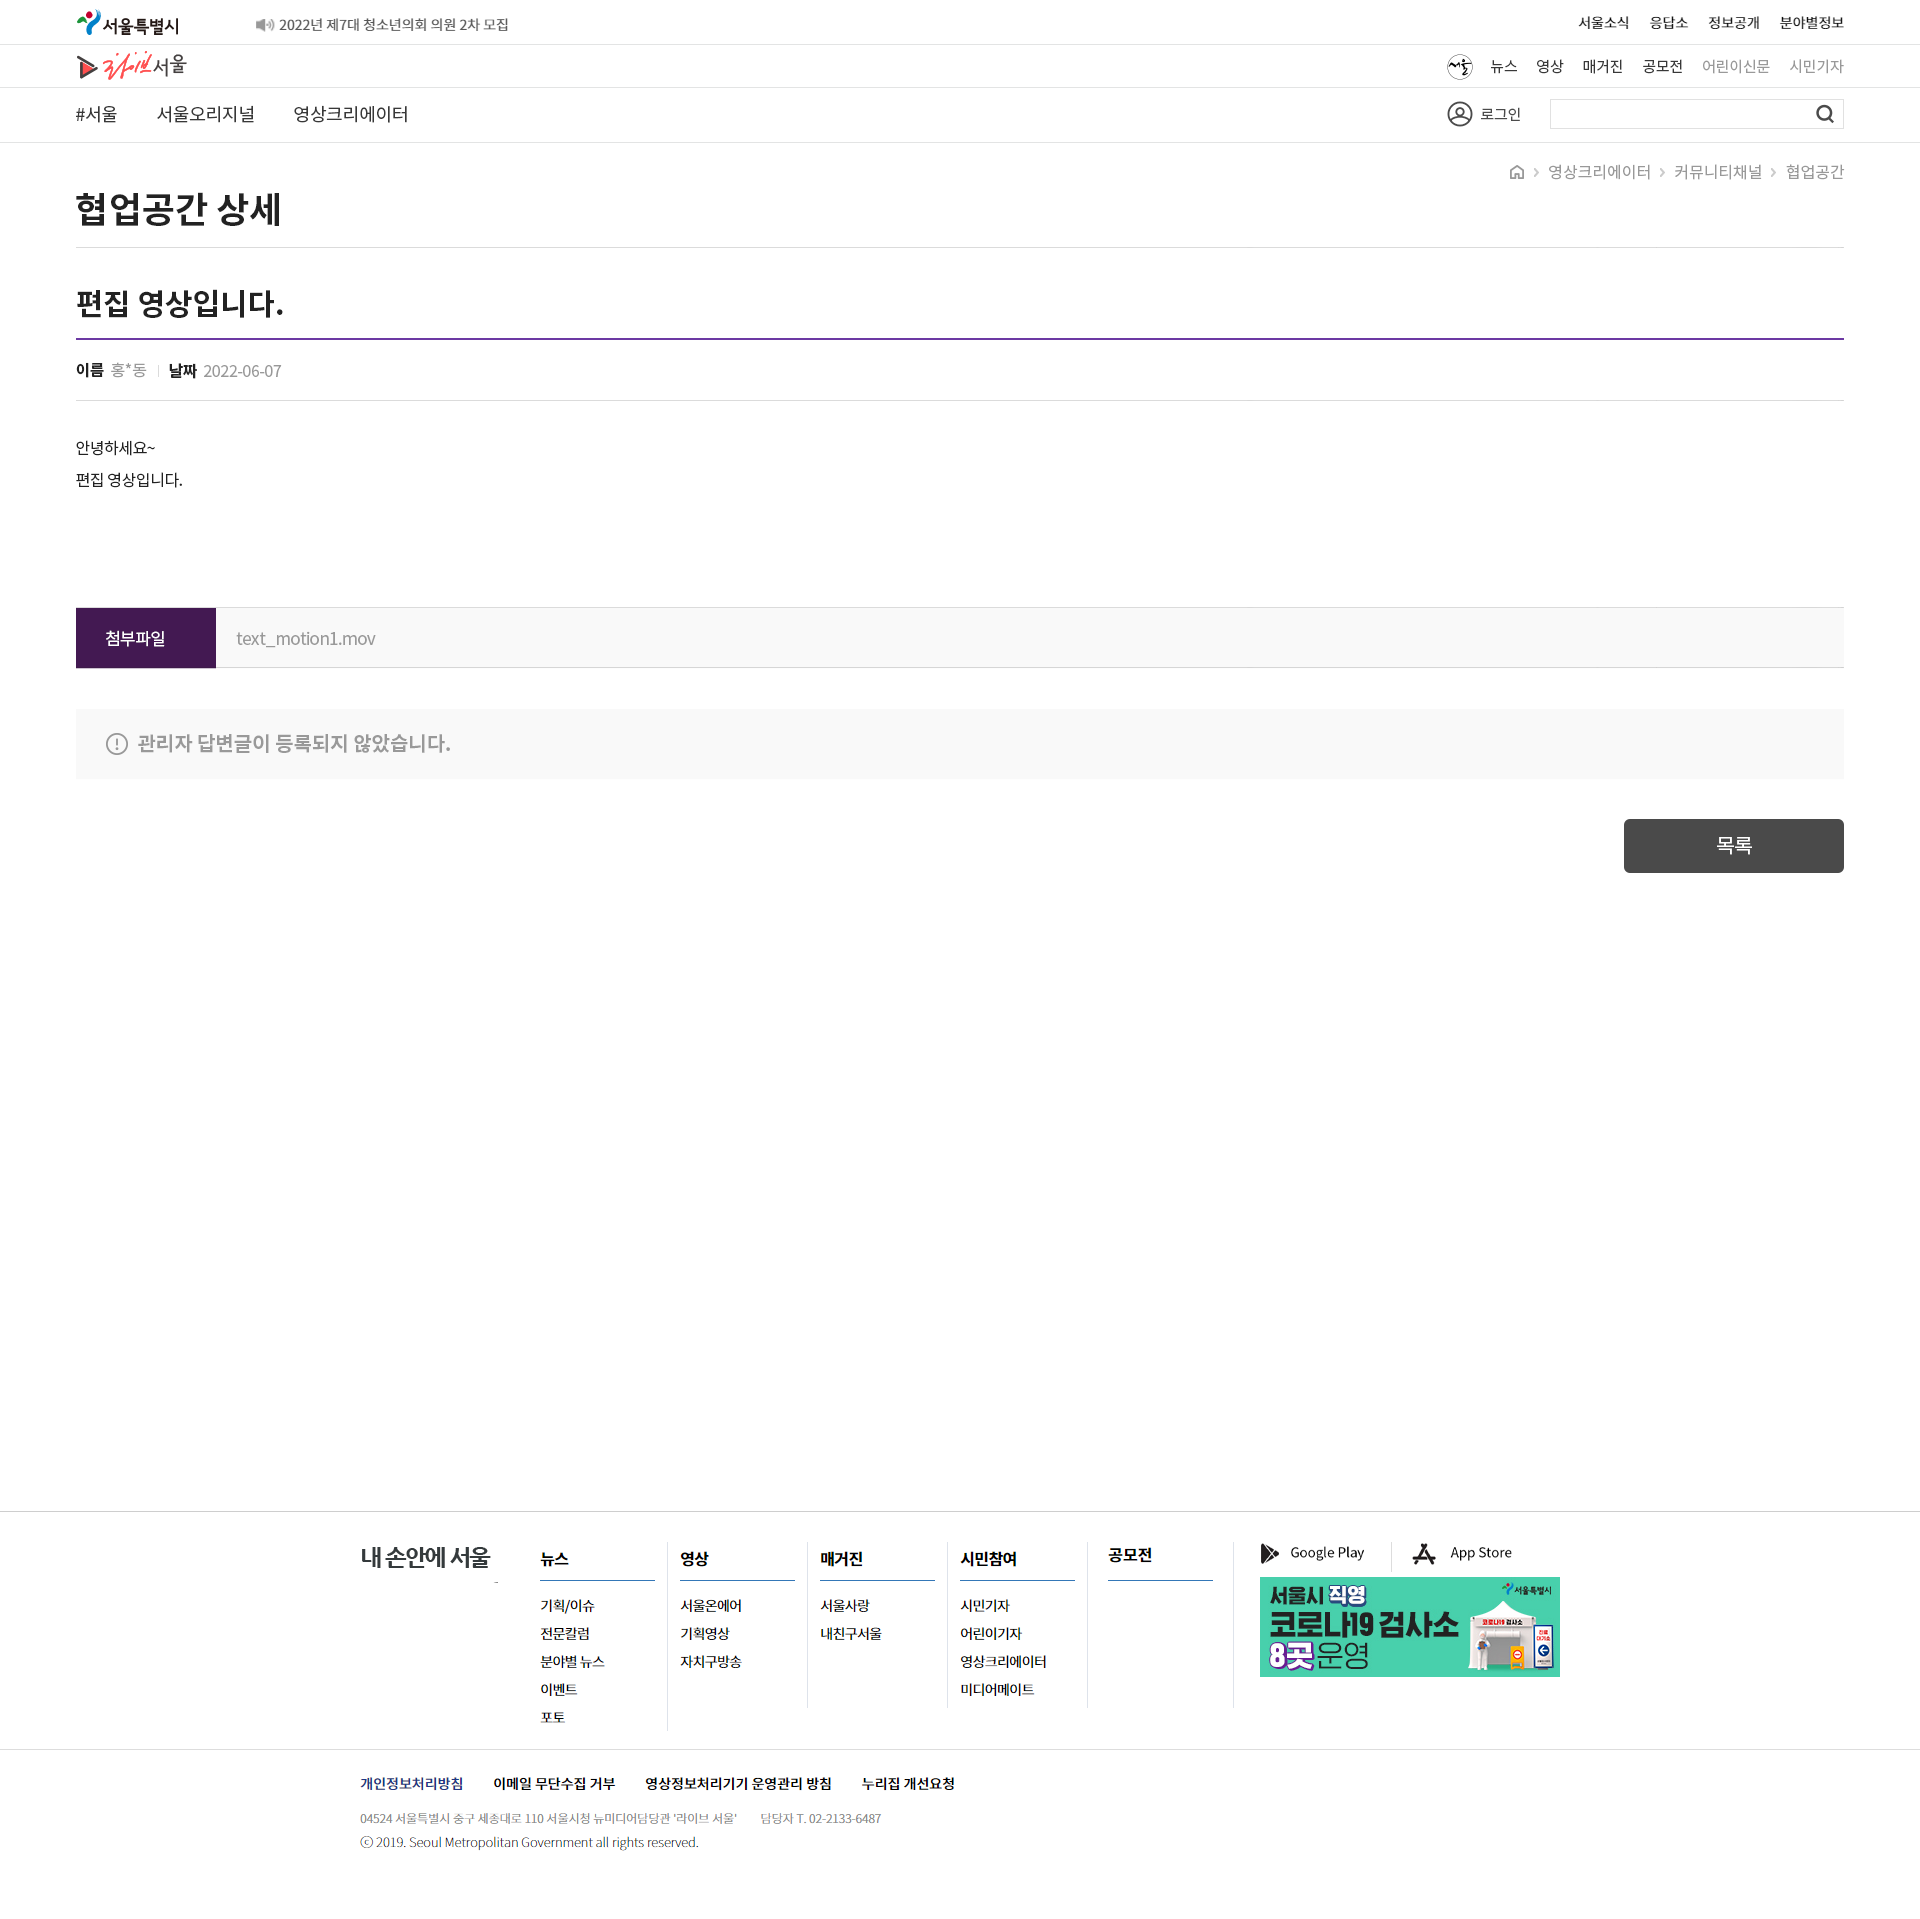 서울특별시
2022년 제7대 청소년의회 의원 2차 모집
서울소식 응답소 정보공개 분야별정보
라이브서울
서울 뉴스 영상 매거진 공모전 어린이신문 시민기자
#서울 서울오리지널 영상크리에이터
로그인
영상크리에이터 > 커뮤니티채널 > 협업공간
협업공간 상세
편집 영상입니다.
이름 홍*동 날짜 2022-06-07
안녕하세요~
편집 영상입니다.
첨부파일 text_motion1.mov
관리자 답변글이 등록되지 않았습니다.
목록
내 손안에 서울
뉴스
기획/이슈
전문칼럼
분야별 뉴스
이벤트
포토
영상
서울온에어
기획영상
자치구방송
매거진
서울사랑
내친구서울
시민참여
시민기자
어린이기자
영상크리에이터
미디어메이트
공모전
Google Play App Store
서울시 직영
서울특별시
코로나19 검사소
8곳 운영
코로나19 검사소
개인정보처리방침 이메일 무단수집 거부 영상정보처리기기 운영관리 방침 누리집 개선요청
04524 서울특별시 중구 세종대로 110 서울시청 뉴미디어담당관 '라이브 서울' 담당자 T. 02-2133-6487
ⓒ 2019. Seoul Metropolitan Government all rights reserved.